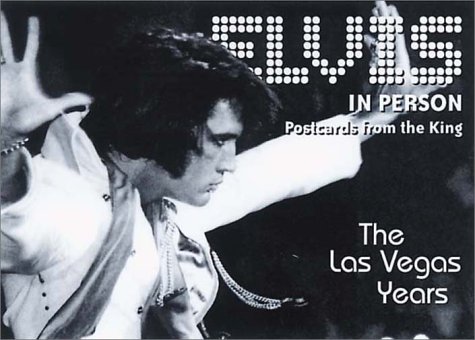 ELVIS
IN PERSON
Postcards from the King
The
Las Vegas
Years